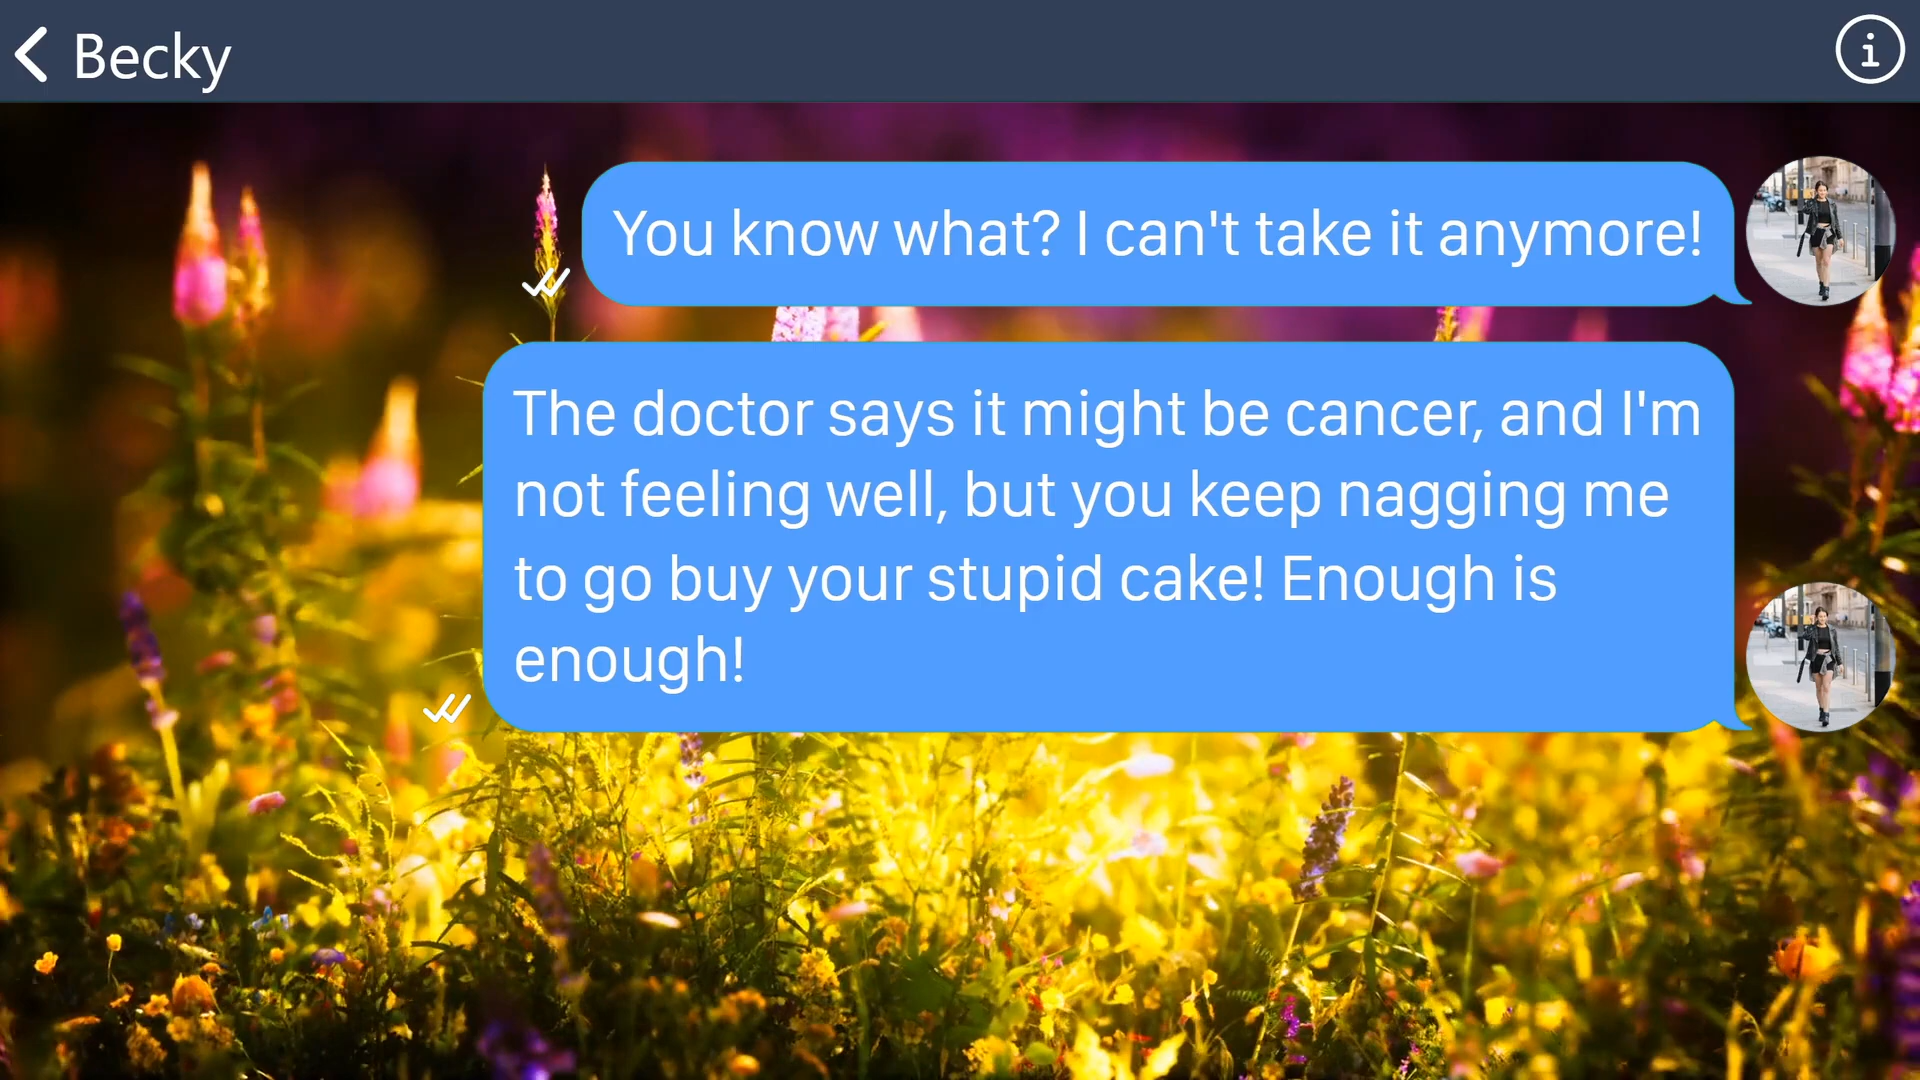 Becky
You know what? I can't take it anymore!
The doctor says it might be cancer, and I'm
not feeling well, but you keep nagging me
to go buy your stupid cake! Enough is
enough!